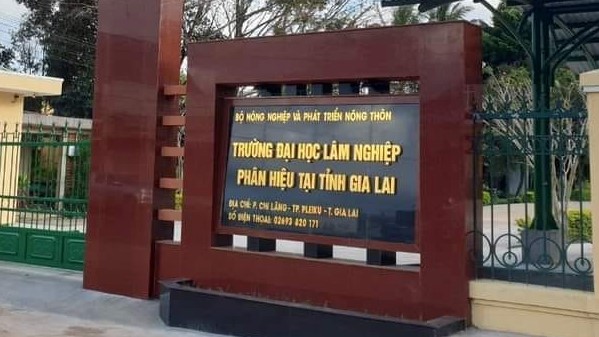 BỘ NÔNG NGHIỆP VÀ PHÁT TRIỂN NÔNG THÔN
TRƯỜNG ĐẠI HỌC LÂM NGHIỆP
PHÂN HIỆU TẠI TỈNH GIA LAI
ĐỊA CHỈ: P. CHI LĂNG - TP. PLEIKU - T. GIA LAI
SỐ ĐIỆN THOẠI: 02693 820 171